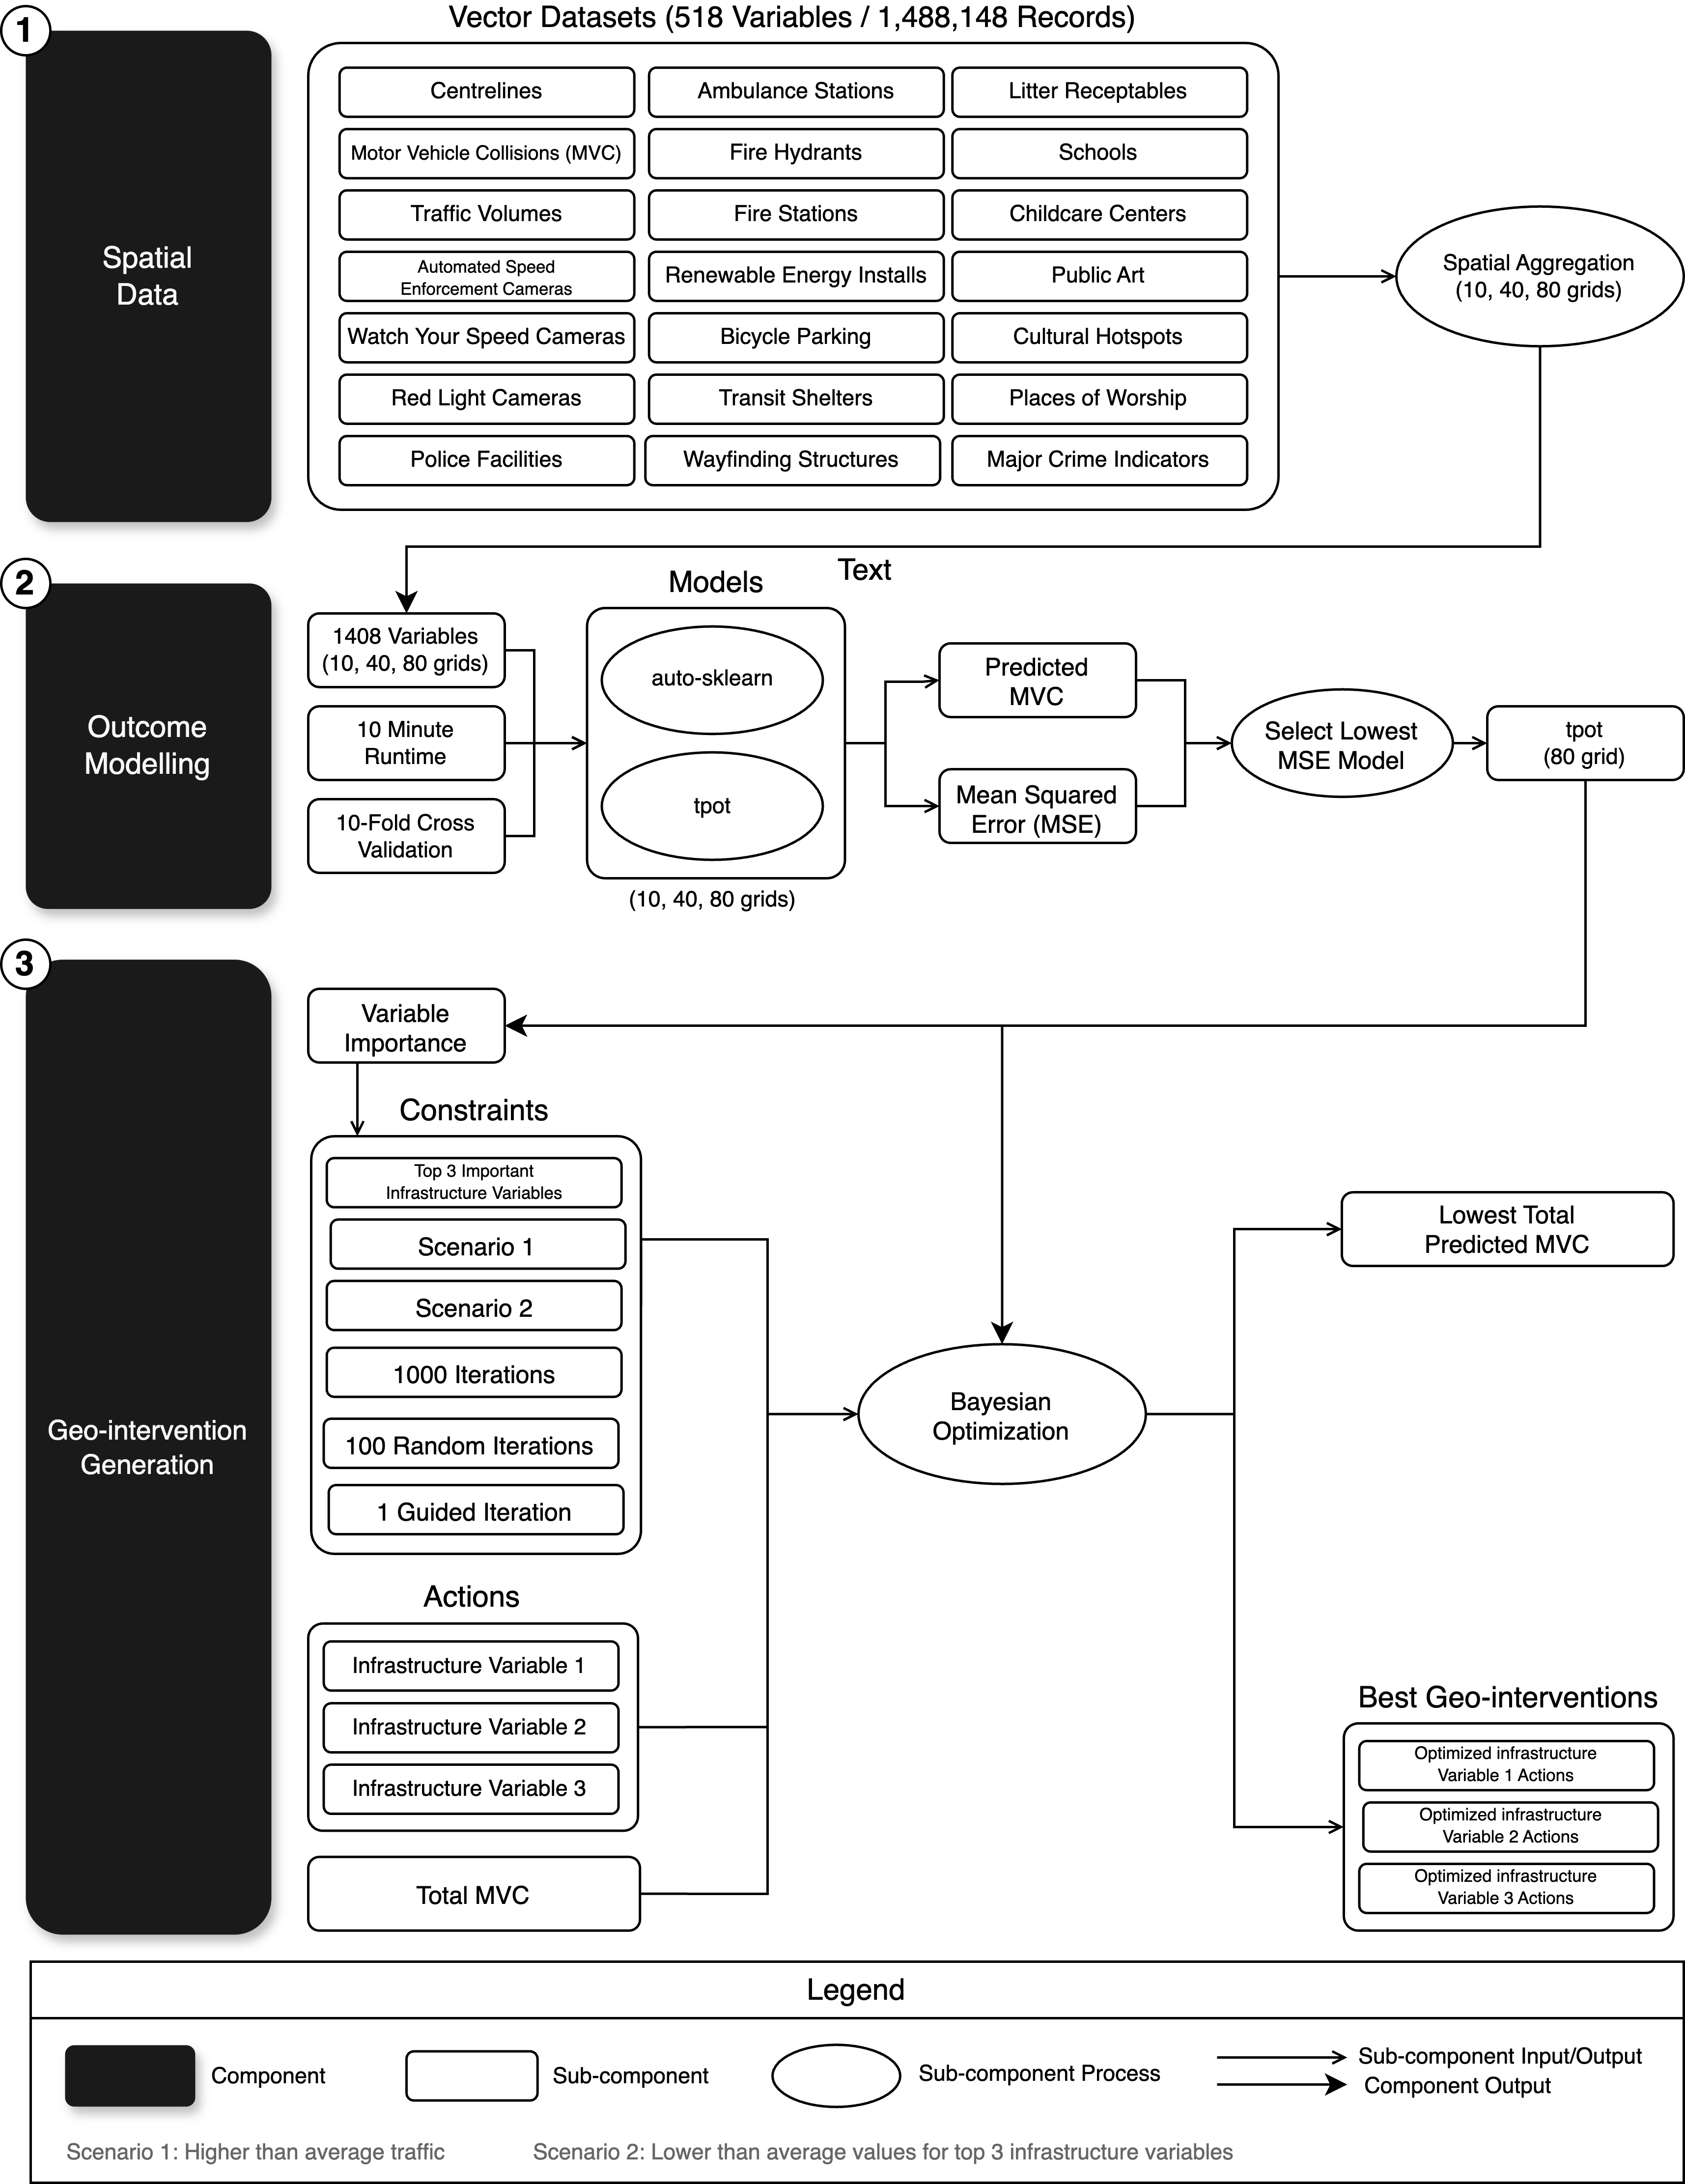 1
Spatial
Data
Vector Datasets (518 Variables / 1,488,148 Records)
Centrelines
Ambulance Stations
Litter Receptables
Motor Vehicle Collisions (MVC)
Fire Hydrants
Schools
Traffic Volumes
Fire Stations
Childcare Centers
Automated Speed
Enforcement Cameras
Renewable Energy Installs
Public Art
Watch Your Speed Cameras
Bicycle Parking
Cultural Hotspots
Red Light Cameras
Transit Shelters
Places of Worship
Police Facilities
Wayfinding Structures
Major Crime Indicators
Spatial Aggregation
(10, 40, 80 grids)
2
Outcome
Modelling
Text
1408 Variables
(10, 40, 80 grids)
10 Minute
Runtime
10-Fold Cross
Validation
Models
auto-sklearn
tpot
(10, 40, 80 grids)
Predicted
MVC
Mean Squared
Error (MSE)
Select Lowest
MSE Model
tpot
(80 grid)
3
Geo-intervention
Generation
Variable
Importance
Constraints
Top 3 Important
Infrastructure Variables
Scenario 1
Scenario 2
1000 Iterations
100 Random Iterations
1 Guided Iteration
Actions
Infrastructure Variable 1
Infrastructure Variable 2
Infrastructure Variable 3
Total MVC
Bayesian
Optimization
Lowest Total
Predicted MVC
Best Geo-interventions
Optimized infrastructure
Variable 1 Actions
Optimized infrastructure
Variable 2 Actions
Optimized infrastructure
Variable 3 Actions
Legend
Component
Sub-component
Sub-component Process
Sub-component Input/Output
Component Output
Scenario 1: Higher than average traffic
Scenario 2: Lower than average values for top 3 infrastructure variables